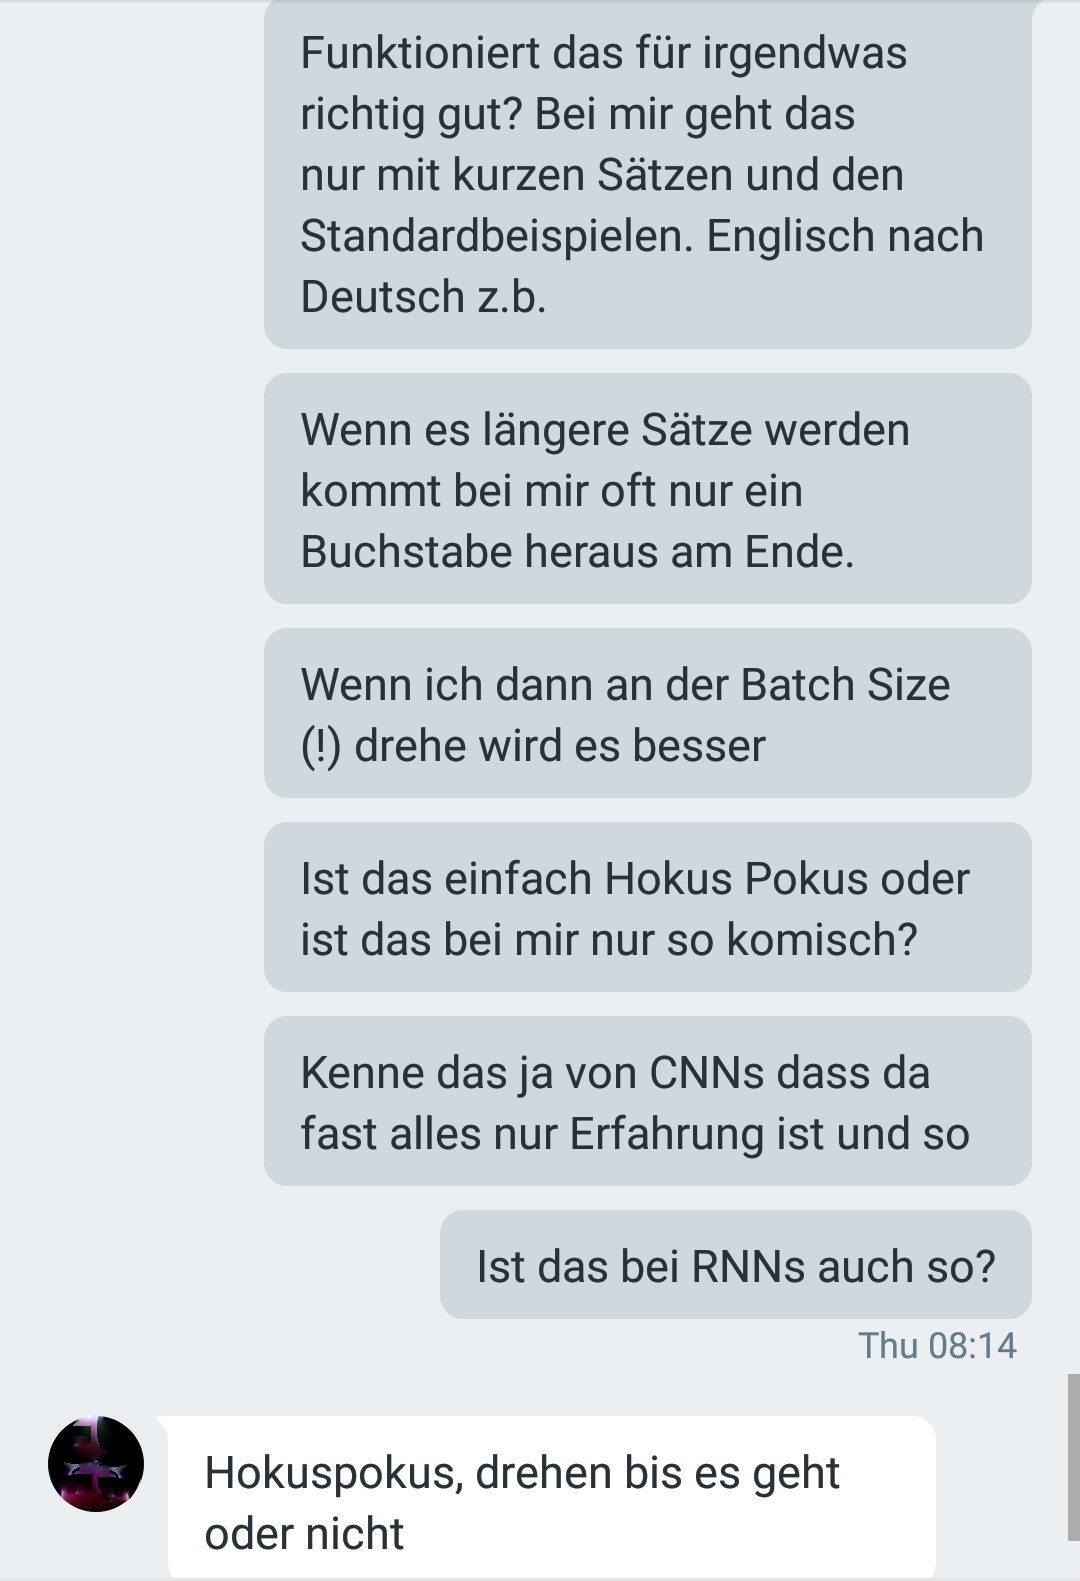 Funktioniert das für irgendwas
richtig gut? Bei mir geht das
nur mit kurzen Sätzen und den
Standardbeispielen. Englisch nach
Deutsch z.b.
Wenn es längere Sätze werden
kommt bei mir oft nur ein
Buchstabe heraus am Ende.
Wenn ich dann an der Batch Size
(!) drehe wird es besser
Ist das einfach Hokus Pokus oder
ist das bei mir nur so komisch?
Kenne das ja von CNNs dass da
fast alles nur Erfahrung ist und so
Ist das bei RNNs auch so?
Thu 08:14
Hokuspokus, drehen bis es geht
oder nicht